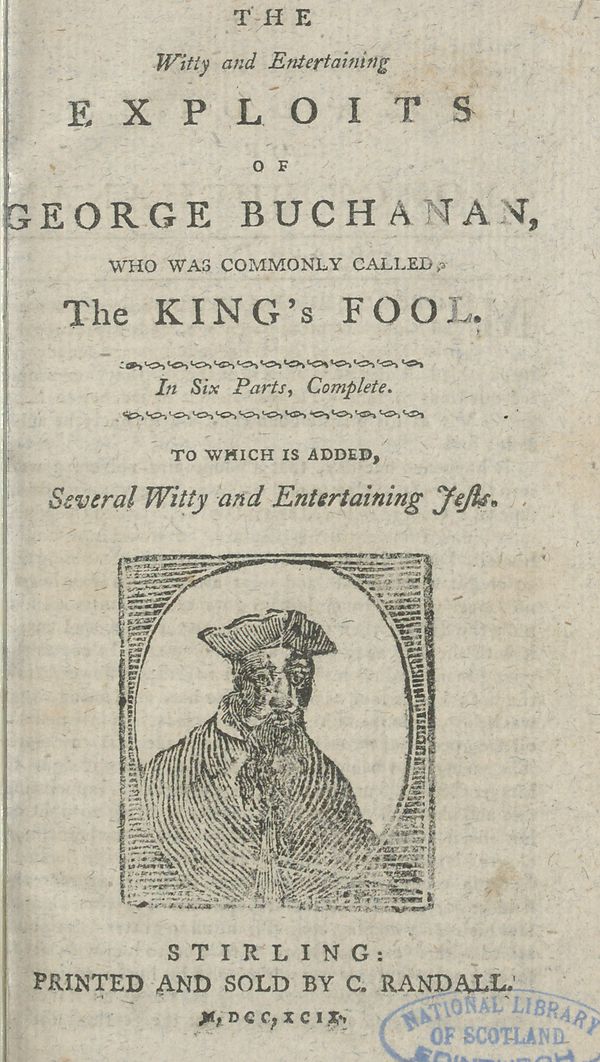 THE
Witty and Entertaining
EXPLOITS
OF
GEORGE BUCHANAN,
WHO WAS COMMONLY CALLED,
The KING's FOOL.
In Six Parts, Complete.
TO WHICH IS ADDED,
Several Witty and Entertaining Jeſts.
STIRLING:
PRINTED AND SOLD BY C. RANDALL.
M,DCC,XCIX.
NATIONAL LIBRARY
OF SCOTLAND
EDINBURGH